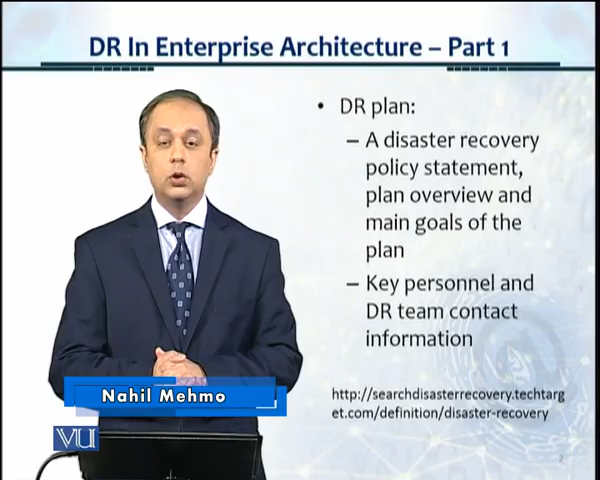 DR In Enterprise Architecture – Part 1
• DR plan:
– A disaster recovery
policy statement,
plan overview and
main goals of the
plan
– Key personnel and
DR team contact
information
http://searchdisasterrecovery.techtarg
et.com/definition/disaster-recovery
Nahil Mehmo
VU
2